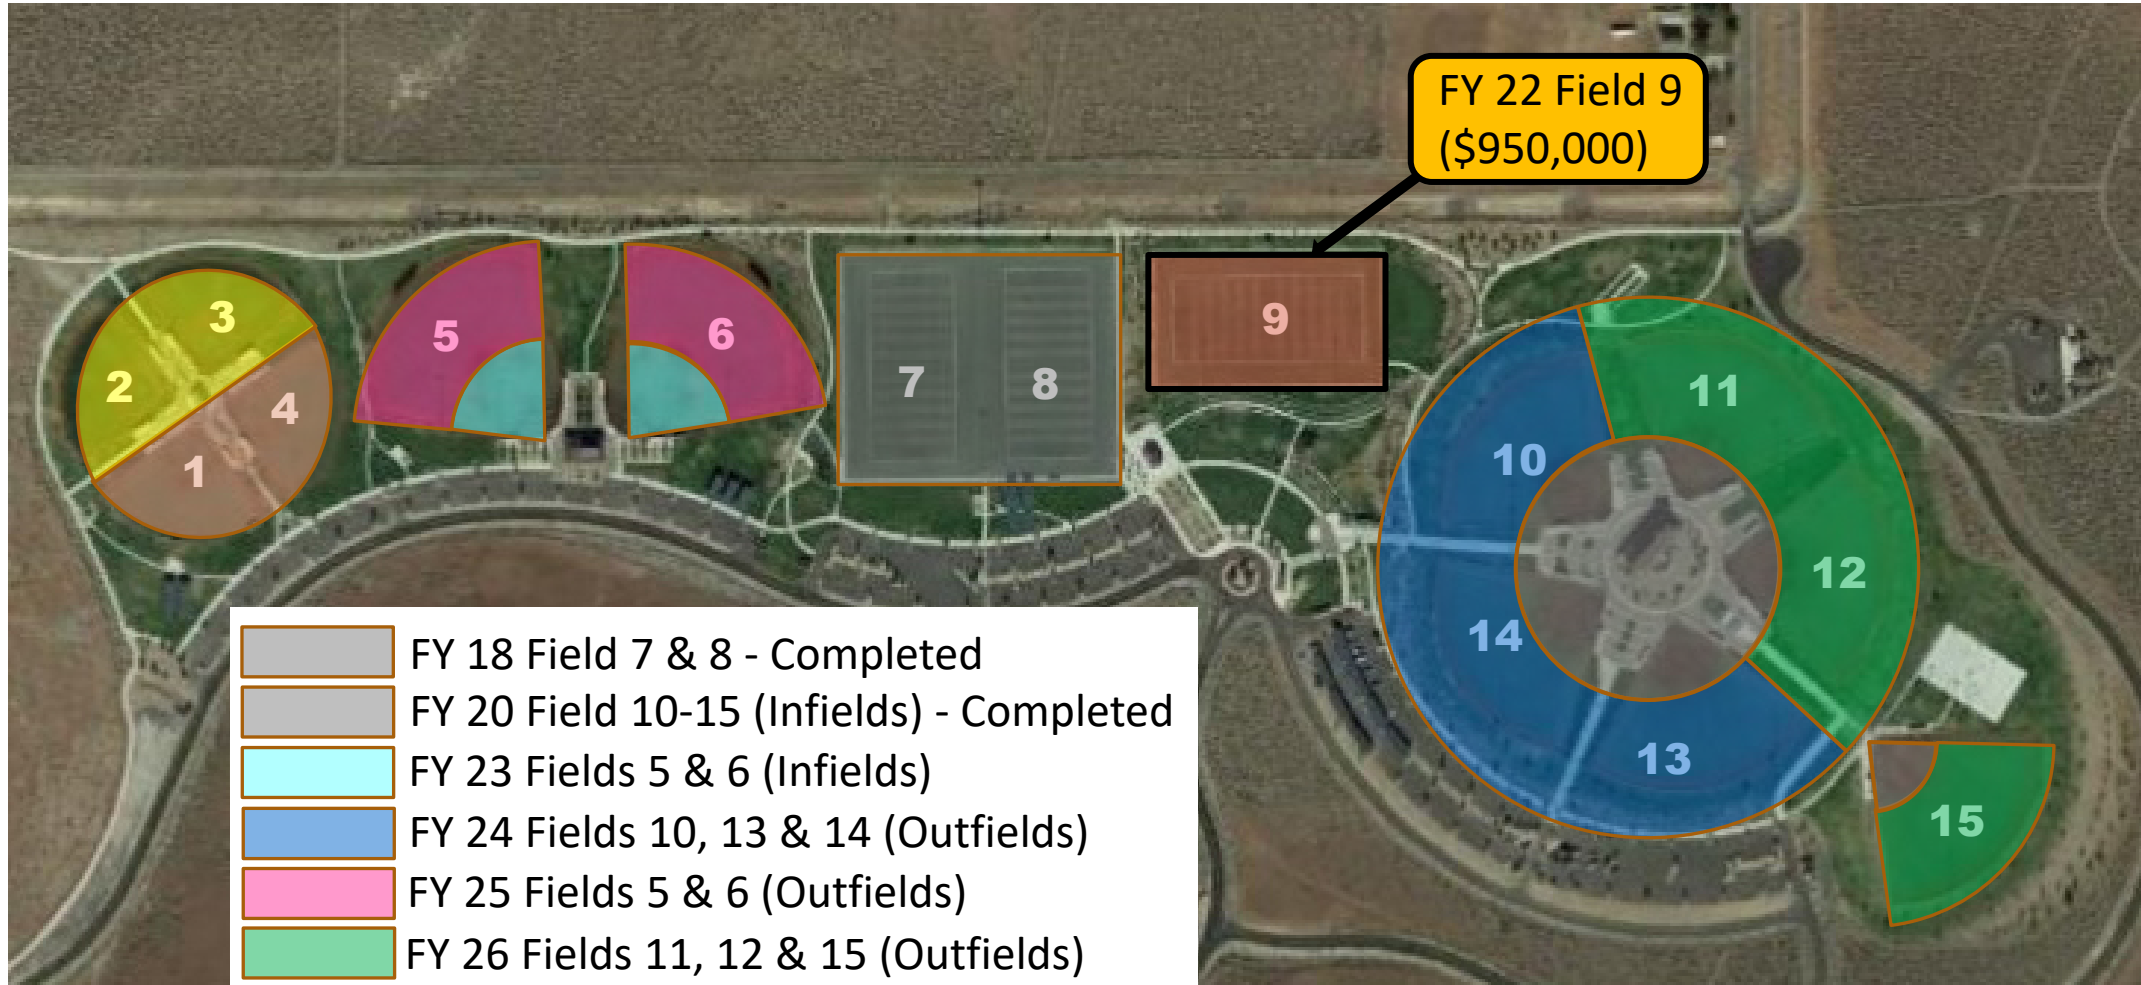 FY 22 Field 9
($950,000)
3
2
4
1
5
6
7
8
9
11
10
12
14
13
15
FY 18 Field 7 & 8 - Completed
FY 20 Field 10-15 (Infields) - Completed
FY 23 Fields 5 & 6 (Infields)
FY 24 Fields 10, 13 & 14 (Outfields)
FY 25 Fields 5 & 6 (Outfields)
FY 26 Fields 11, 12 & 15 (Outfields)